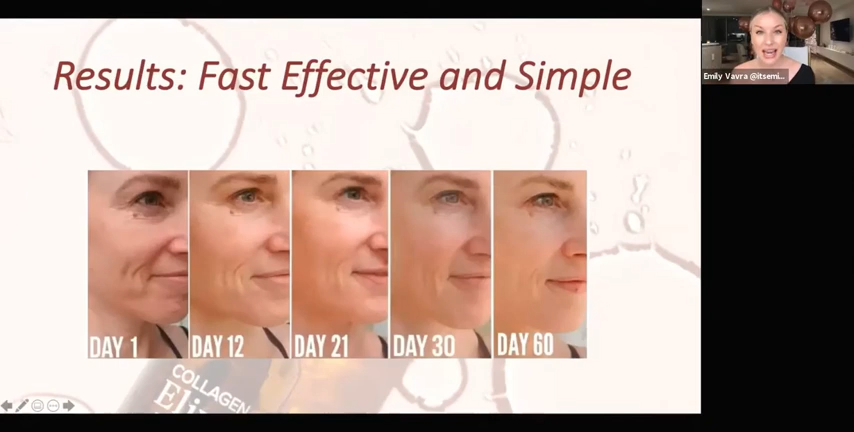 Results: Fast Effective and Simple
Emily Vavra @itsemi...
DAY 1
DAY 12
DAY 21
DAY 30
DAY 60
COLLAGEN